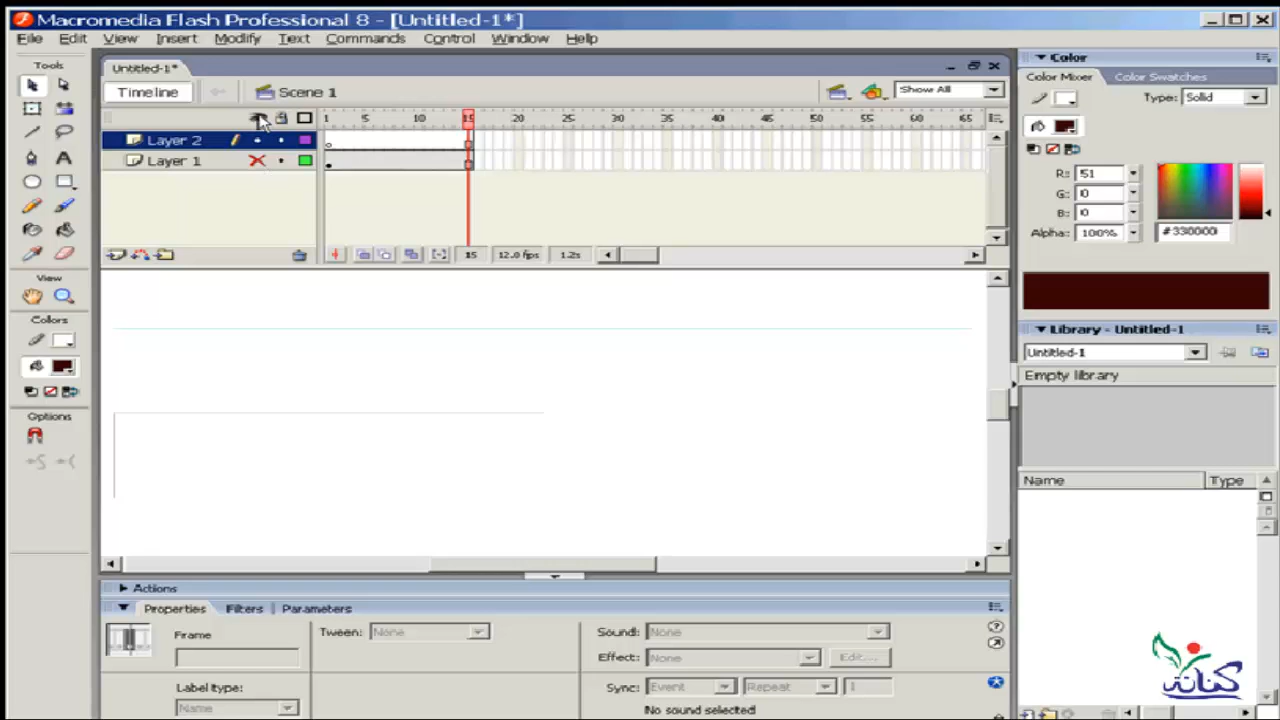 Macromedia Flash Professional 8 - [Untitled-1*]
File Edit View Insert Modify Text Commands Control Window Help
Tools
Untitled-1*
Timeline
Scene 1
Show All
1 5 10 15 20 25 30 35 40 45 50 55 60 65
Layer 2
Layer 1
15 12.0 fps 1.2s
View
Colors
Options
Color
Color Mixer Color Swatches
Type: Solid
R: 51
G: 0
B: 0
Alpha: 100% #330000
Library - Untitled-1
Untitled-1
Empty library
Name Type
Actions
Properties Filters Parameters
Frame
Tween: None
Sound: None
Effect: None Edit...
Label type:
Name
Sync: Event Repeat 1
No sound selected
كنانة